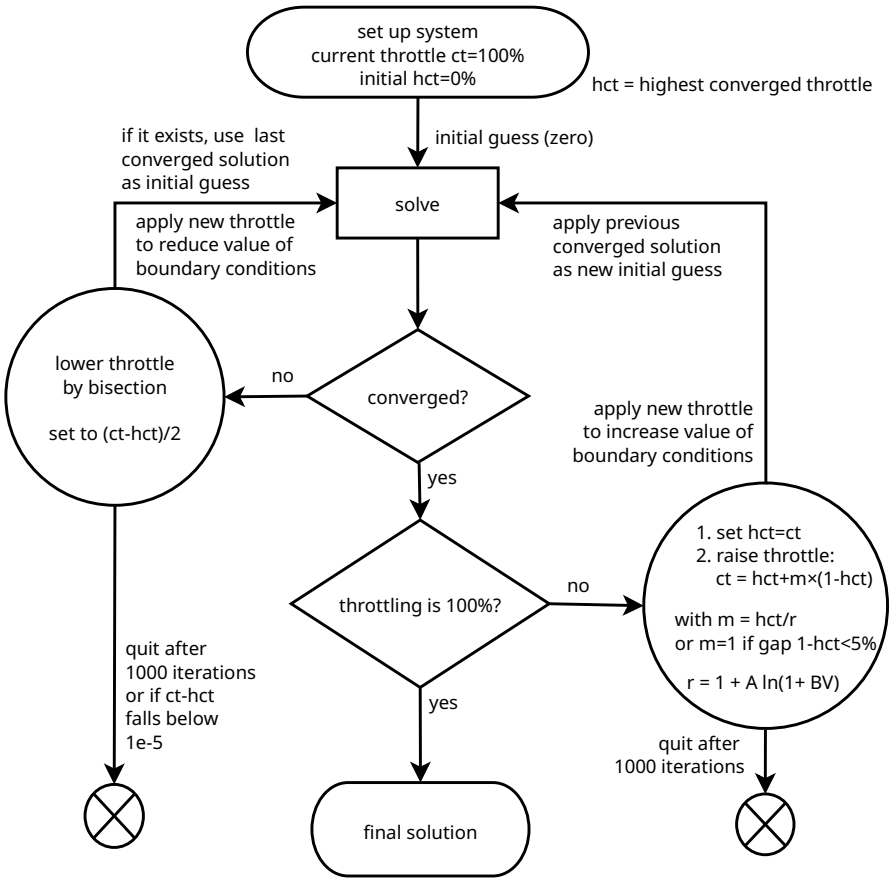 set up system
current throttle ct=100%
initial hct=0%
hct = highest converged throttle
initial guess (zero)
if it exists, use last
converged solution
as initial guess
solve
apply new throttle
to reduce value of
boundary conditions
apply previous
converged solution
as new initial guess
lower throttle
by bisection
set to (ct-hct)/2
no
converged?
yes
apply new throttle
to increase value of
boundary conditions
throttling is 100%?
no
1. set hct=ct
2. raise throttle:
ct = hct+m×(1-hct)
with m = hct/r
or m=1 if gap 1-hct<5%
r = 1 + A ln(1+ BV)
quit after
1000 iterations
or if ct-hct
falls below
1e-5
yes
quit after
1000 iterations
final solution